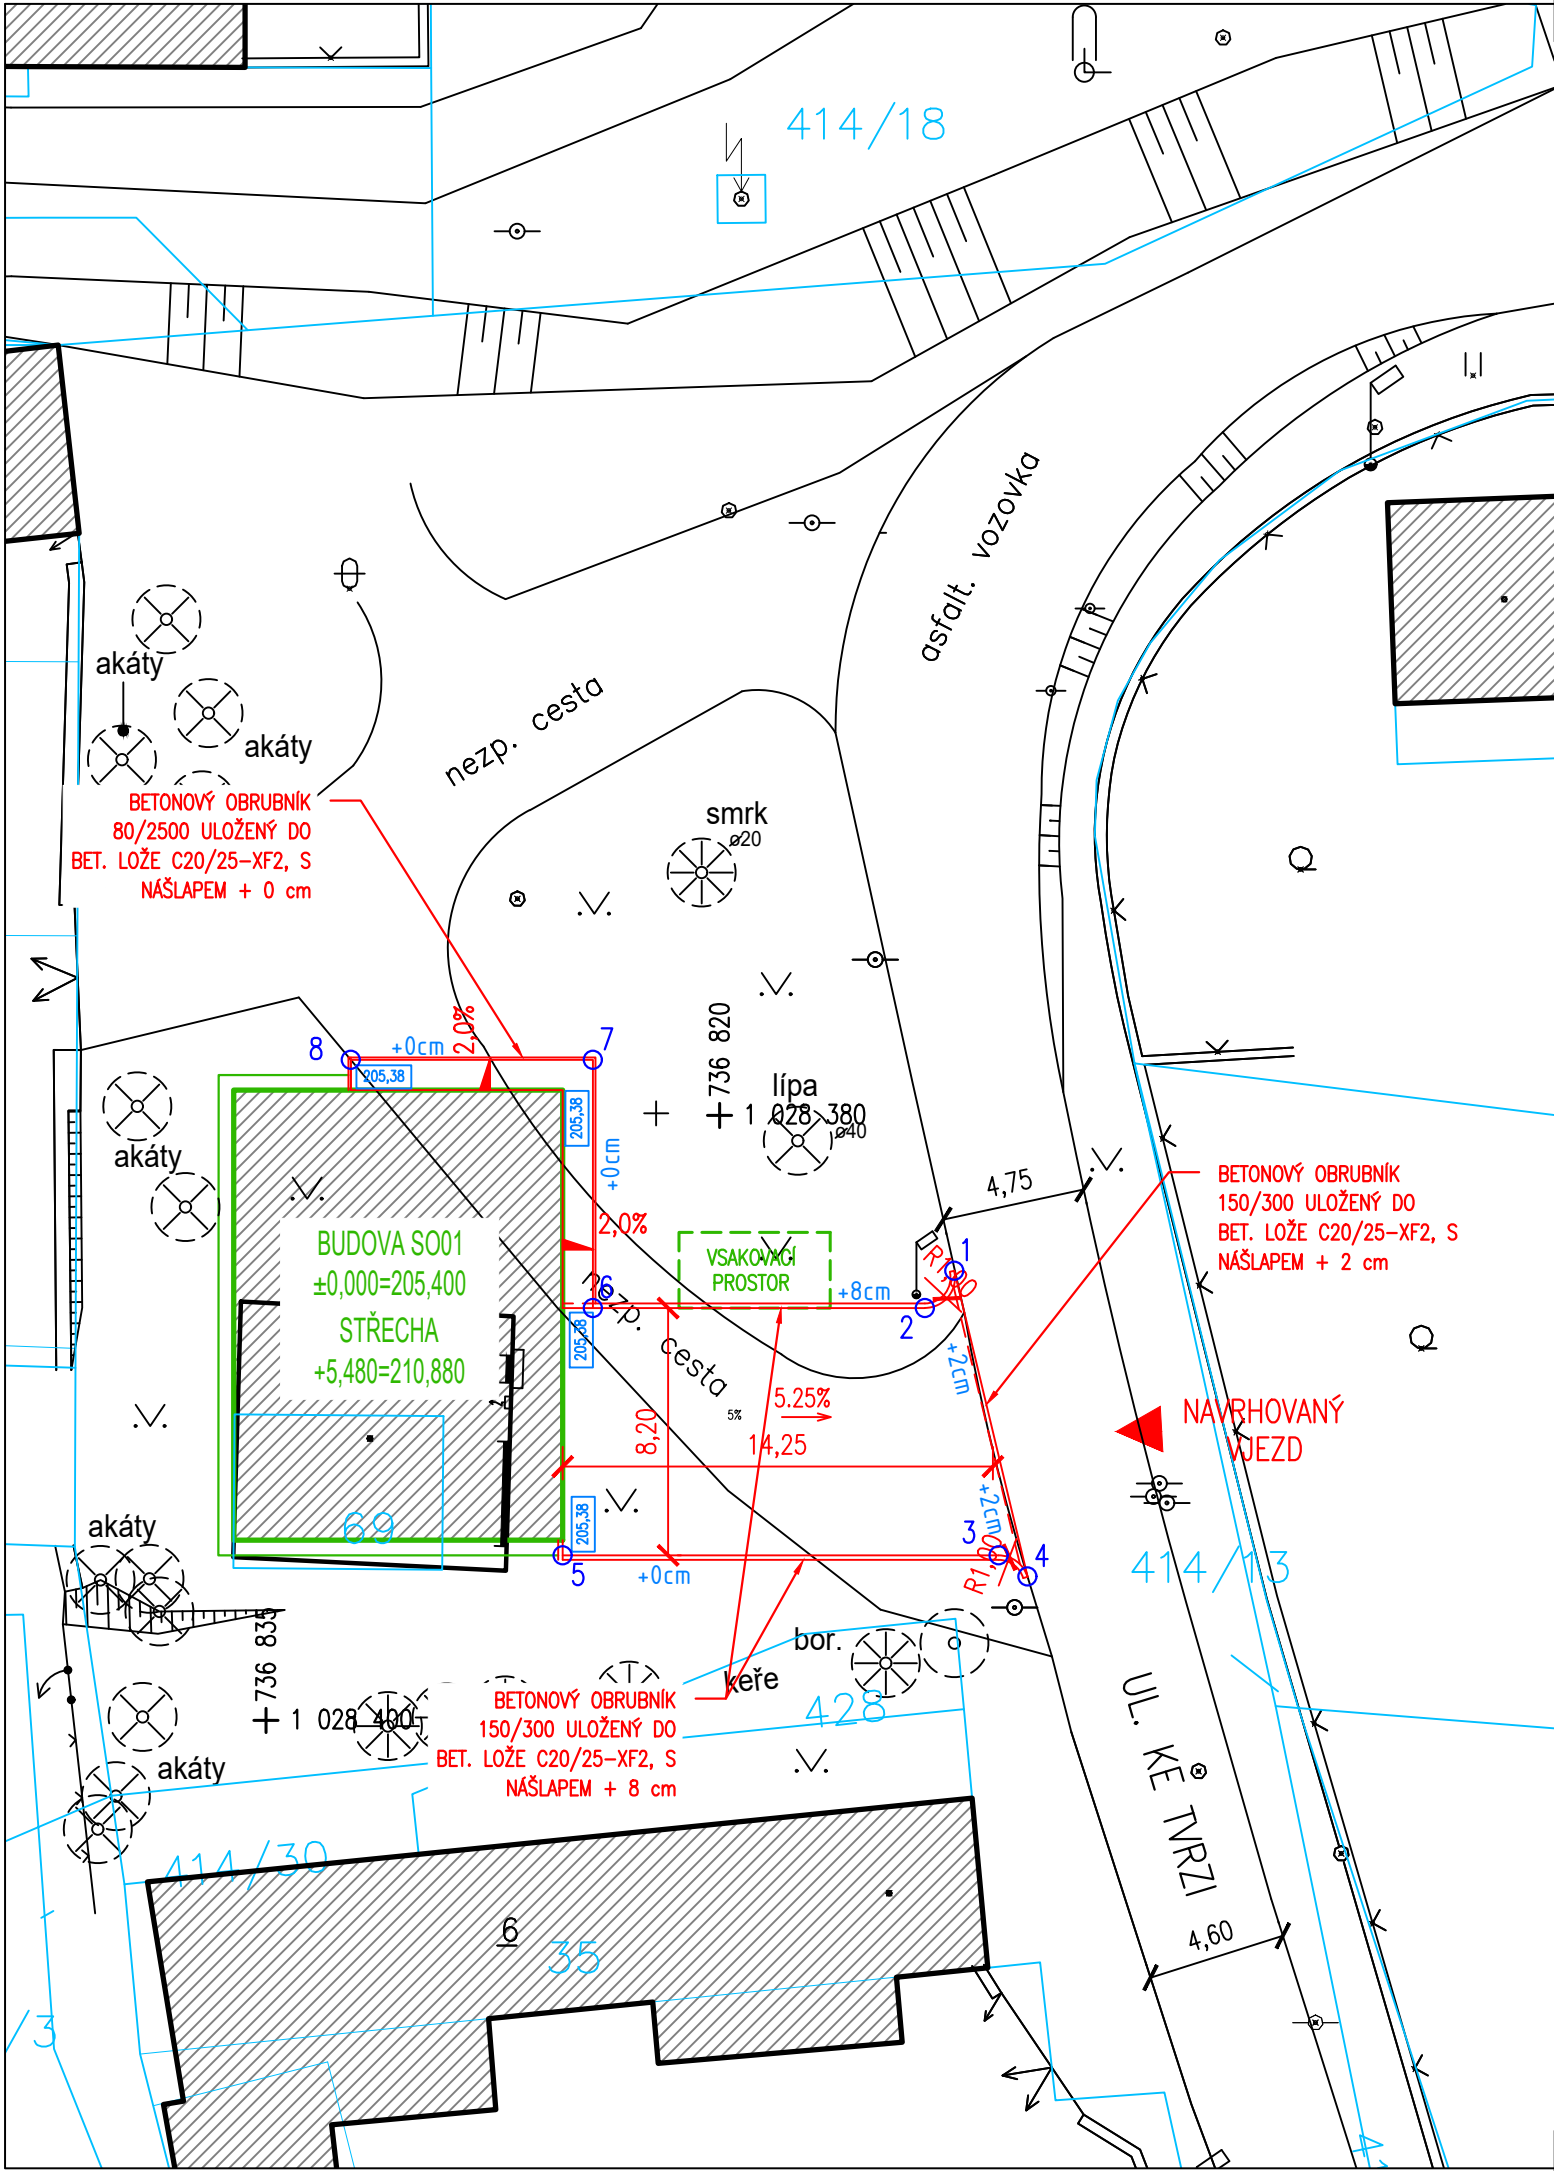 414/18
asfalt. vozovka
nezp. cesta
akáty
akáty
BETONOVÝ OBRUBNÍK
80/2500 ULOŽENÝ DO
BET. LOŽE C20/25-XF2, S
NÁŠLAPEM + 0 cm
smrk
ø20
736 820
1 028 380
lípa
ø40
8
+0cm
2,0%
7
205,38
205,38
+0cm
akáty
4,75
BETONOVÝ OBRUBNÍK
150/300 ULOŽENÝ DO
BET. LOŽE C20/25-XF2, S
NÁŠLAPEM + 2 cm
2,0%
BUDOVA SO01
±0,000=205,400
STŘECHA
+5,480=210,880
VSAKOVACÍ
PROSTOR
+8cm
1
2
6
205,38
nezp. cesta
+2cm
5%
5.25%
8,20
14,25
NAVRHOVANÝ
VJEZD
69
205,38
+2cm
3
4
R1,00
5
+0cm
414/13
akáty
736 835
1 028 400
bor.
keře
428
BETONOVÝ OBRUBNÍK
150/300 ULOŽENÝ DO
BET. LOŽE C20/25-XF2, S
NÁŠLAPEM + 8 cm
akáty
UL. KE TVRZI
414/30
6
35
4,60
/3